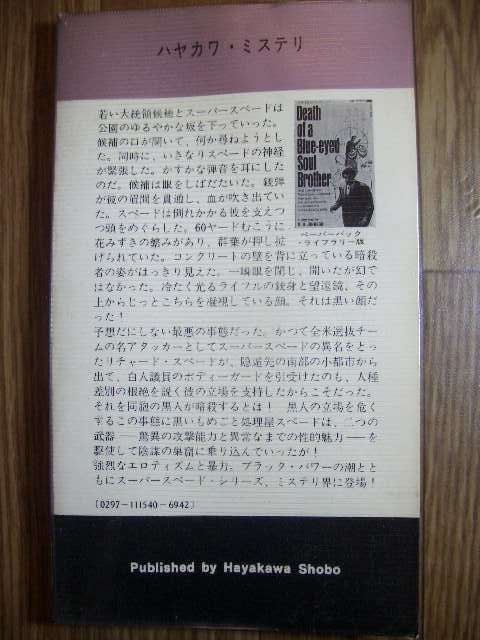 ハヤカワ・ミステリ
若い大統領候補とスーパースペードは
公園のゆるやかな坂を下っていった。
候補の口が開いて、何か尋ねようとし
た。同時に、いきなりスペードの神経
が緊張した。かすかな弾音を耳にした
のだ。候補は眼をしばたたいた。銃弾
が彼の眉間を貫通し、血が吹き出てい
た。スペードは倒れかかる彼を支えつ
つ頭をめぐらした。60ヤードむこうに
花みずきの繁みがあり、群葉が押し拡
げられていた。コンクリートの壁を背に立っている暗殺
者の姿がはっきり見えた。一瞬眼を閉じ、開いたが幻で
はなかった。冷たく光るライフルの銃身と望遠鏡、その
上からじっとこちらを凝視している顔。それは黒い顔だ
った！
予想だにしない最悪の事態だった。かつて全米選抜チー
ムの名アタッカーとしてスーパースペードの異名をとっ
たリチャード・スペードが、隠遁先の南部の小都市から
出て、白人議員のボディーガードを引受けたのも、人種
差別の根絶を説く彼の立場を支持したからこそだった。
それを同胞の黒人が暗殺するとは！　黒人の立場を危く
するこの事態に黒いもめごと処理屋スペードは、二つの
武器――驚異の攻撃能力と異常なまでの性的魅力――を
駆使して陰謀の巣窟に乗り込んでいったが！
強烈なエロティズムと暴力。ブラック・パワーの潮とと
もにスーパースペード・シリーズ、ミステリ界に登場！
Death
of a
Blue-eyed
Soul
Brother
ペーパーバック
・ライブラリー版
〔0297-111540-6942〕
Published by Hayakawa Shobo